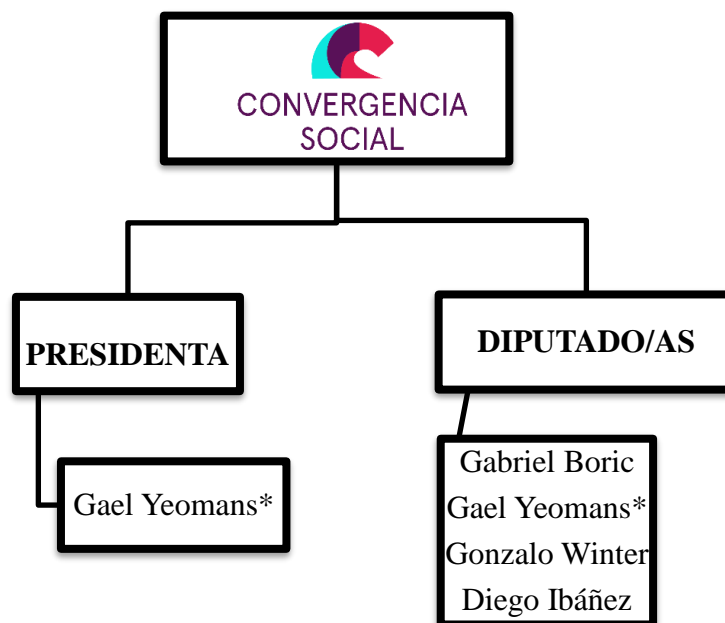 CONVERGENCIA
SOCIAL
PRESIDENTA
DIPUTADO/AS
Gael Yeomans*
Gabriel Boric
Gael Yeomans*
Gonzalo Winter
Diego Ibáñez